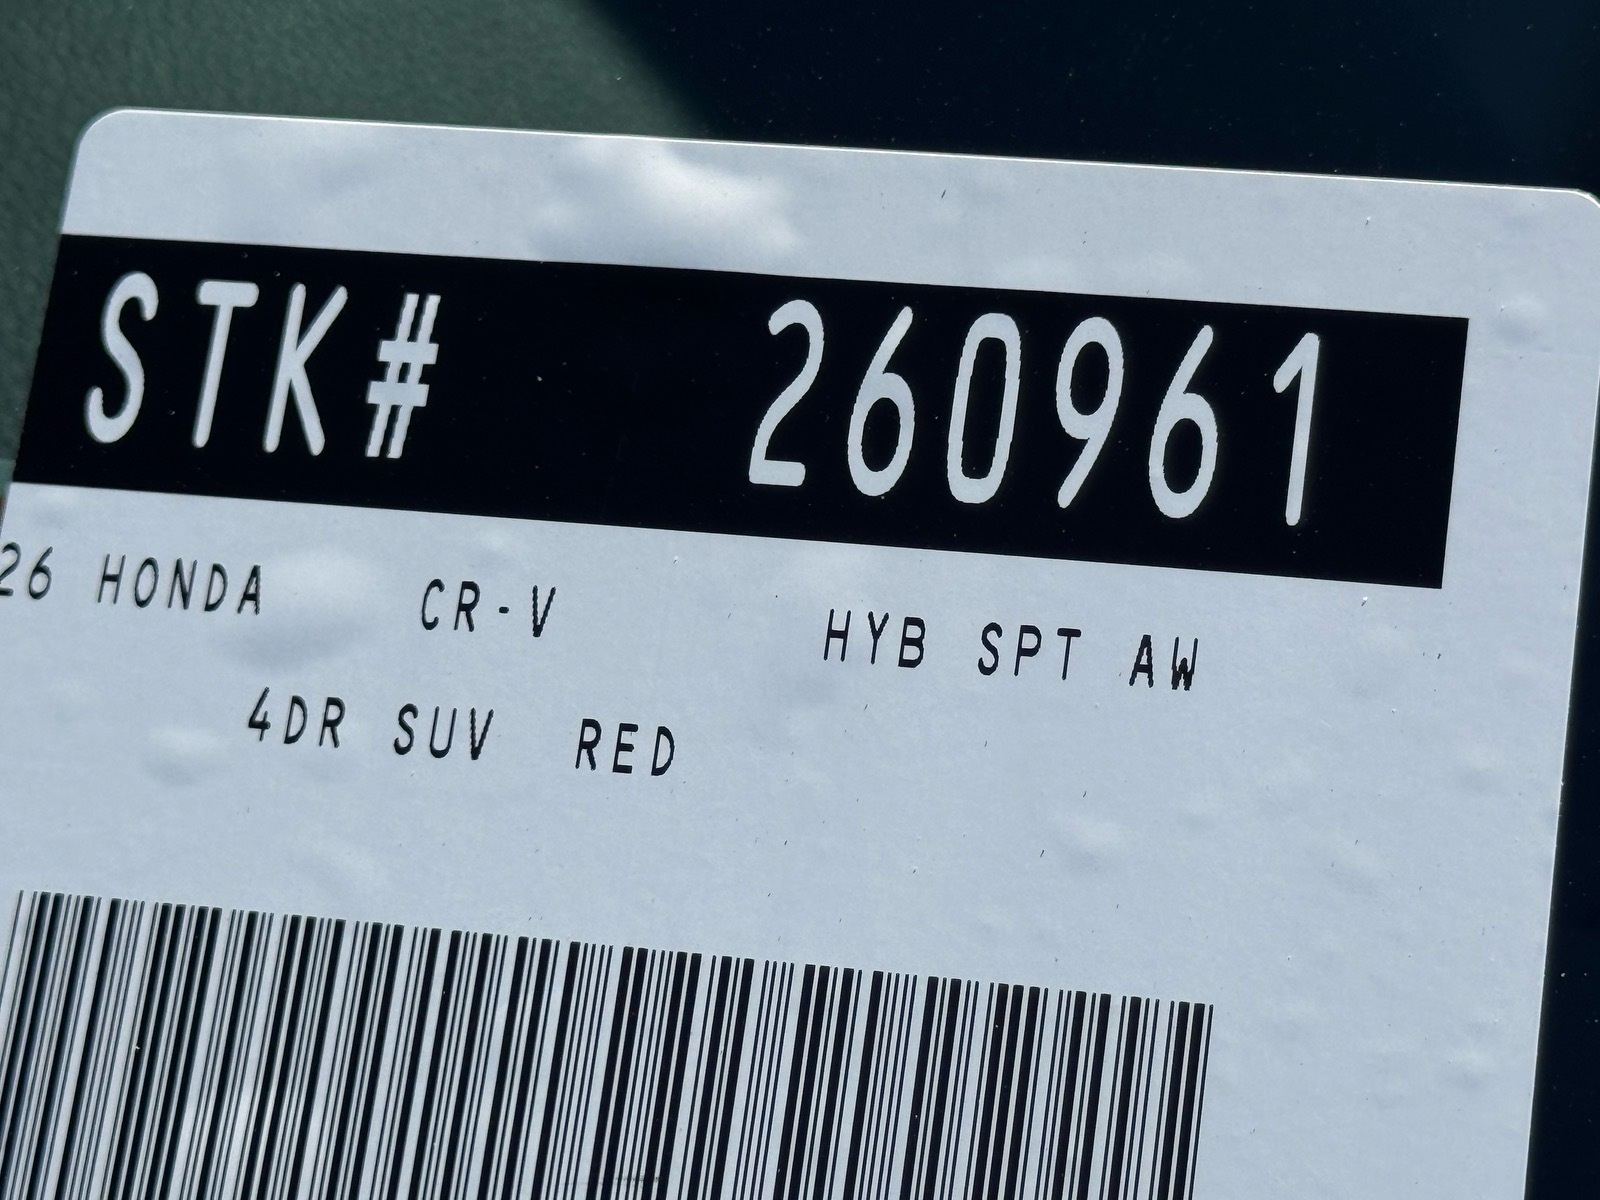 STK# 260961
26 HONDA CR-V HYB SPT AW
4DR SUV RED